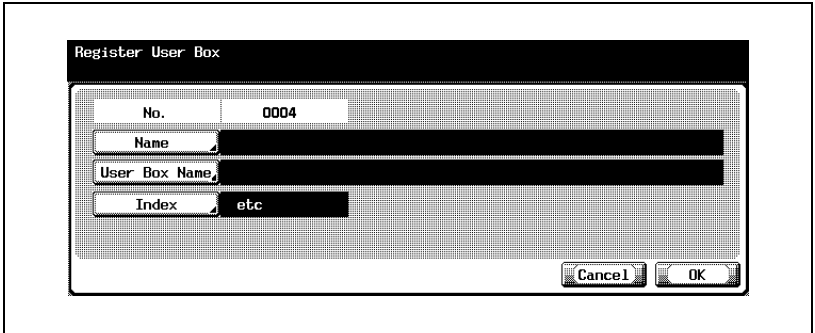 Register User Box
No. 0004
Name
User Box Name
Index etc
Cancel OK